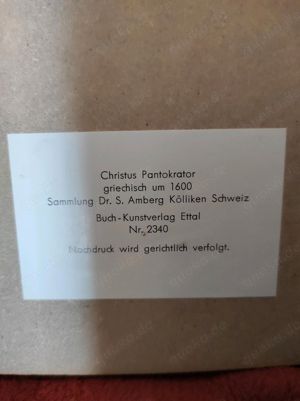 Christus Pantokrator
griechisch um 1600
Sammlung Dr. S. Amberg Kölliken Schweiz
Buch-Kunstverlag Ettal
Nr. 2340
Nachdruck wird gerichtlich verfolgt.